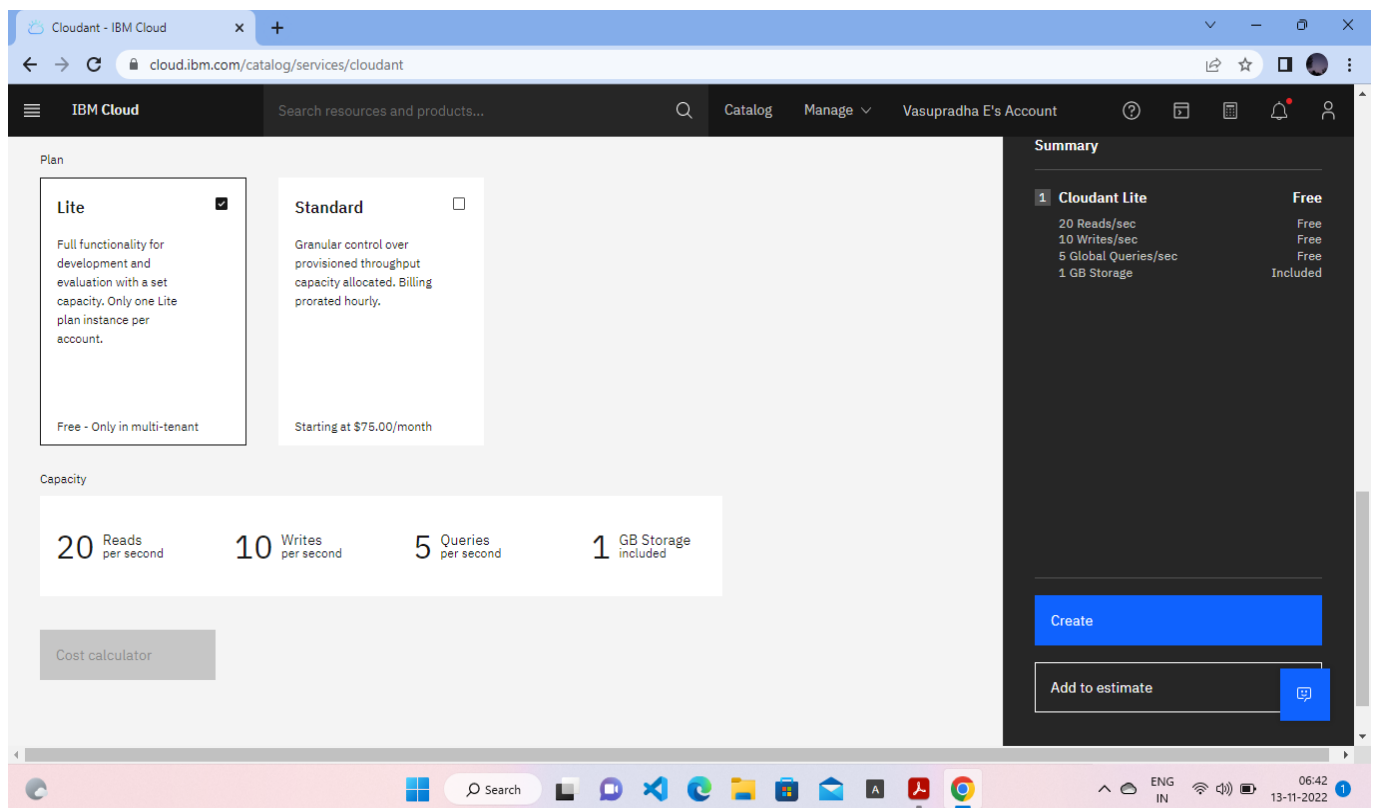 Cloudant - IBM Cloud
cloud.ibm.com/catalog/services/cloudant
IBM Cloud
Search resources and products...
Catalog
Manage
Vasupradha E's Account
Plan
Lite
Full functionality for
development and
evaluation with a set
capacity. Only one Lite
plan instance per
account.
Free - Only in multi-tenant
Standard
Granular control over
provisioned throughput
capacity allocated. Billing
prorated hourly.
Starting at $75.00/month
Capacity
20 Reads per second
10 Writes per second
5 Queries per second
1 GB Storage included
Cost calculator
Summary
1 Cloudant Lite Free
20 Reads/sec Free
10 Writes/sec Free
5 Global Queries/sec Free
1 GB Storage Included
Create
Add to estimate
Search
A
ENG
IN
06:42
13-11-2022
1